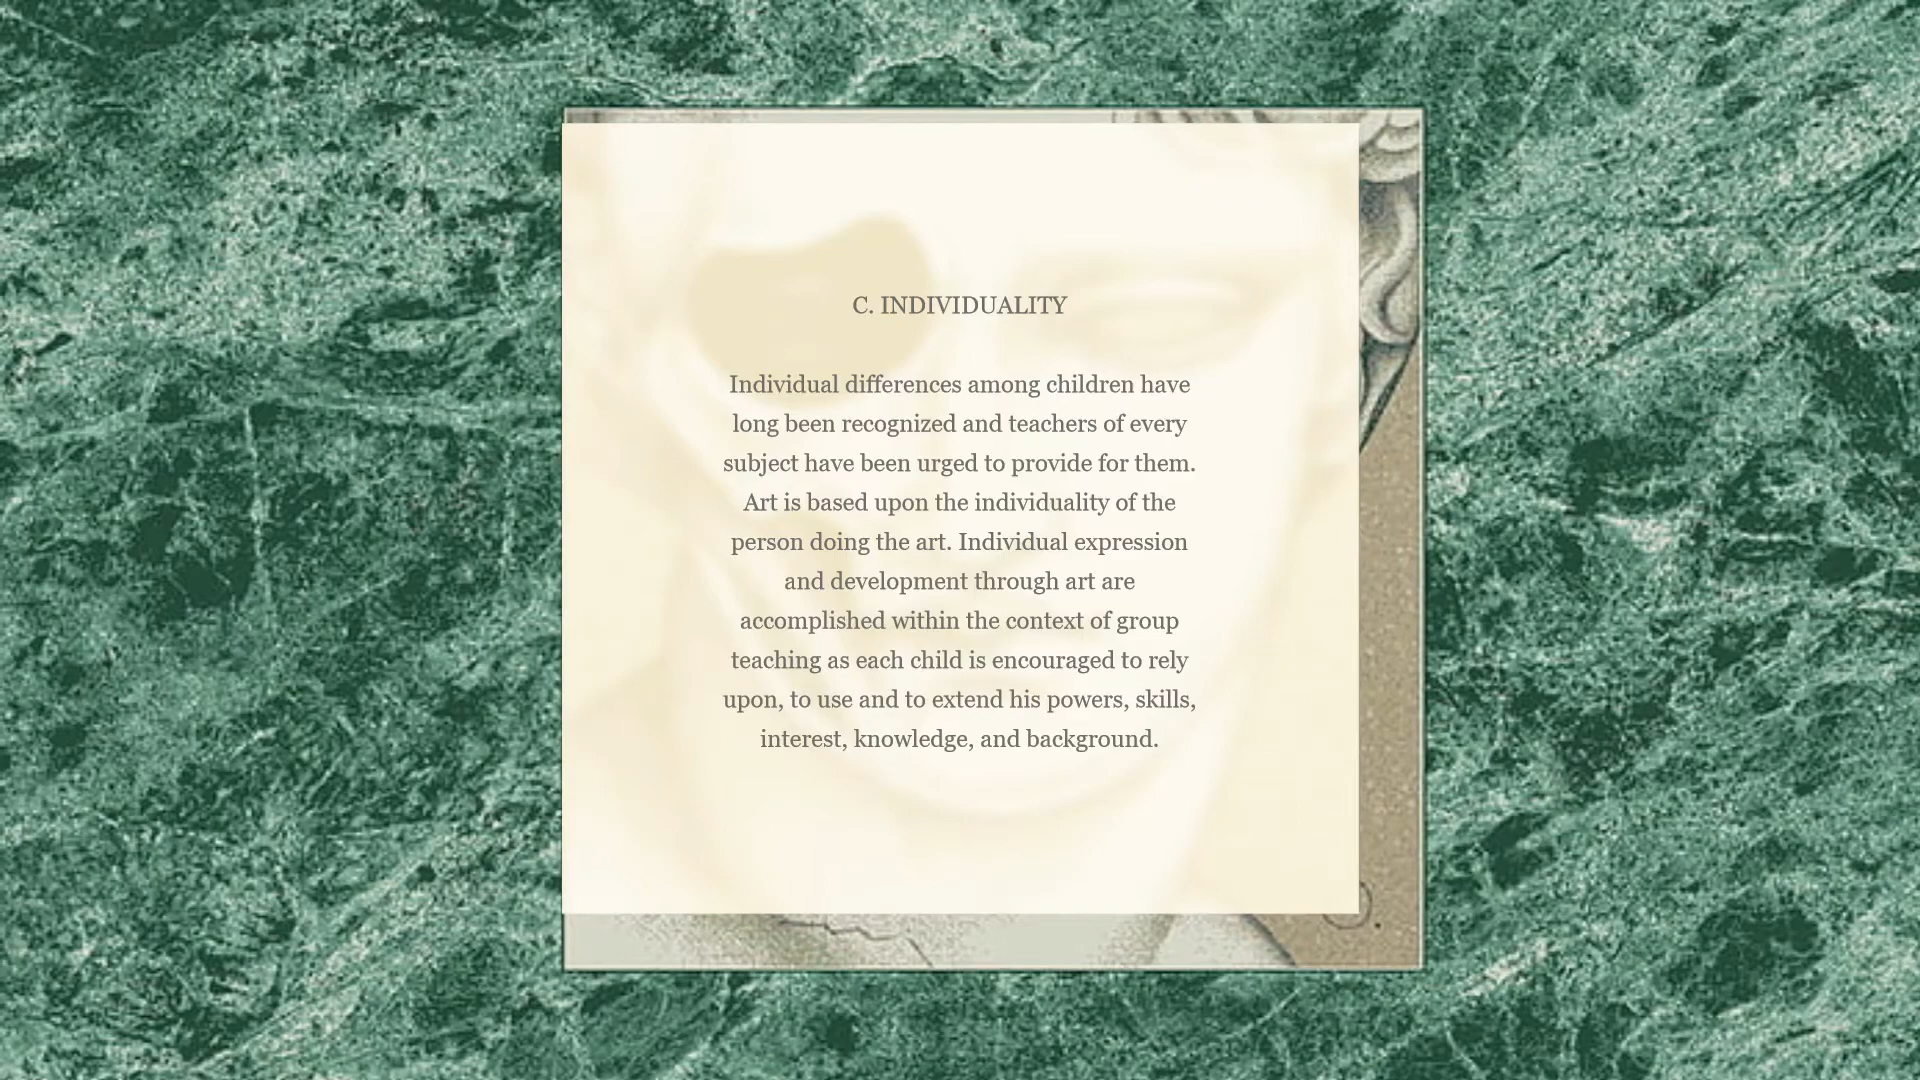 C. INDIVIDUALITY
Individual differences among children have
long been recognized and teachers of every
subject have been urged to provide for them.
Art is based upon the individuality of the
person doing the art. Individual expression
and development through art are
accomplished within the context of group
teaching as each child is encouraged to rely
upon, to use and to extend his powers, skills,
interest, knowledge, and background.